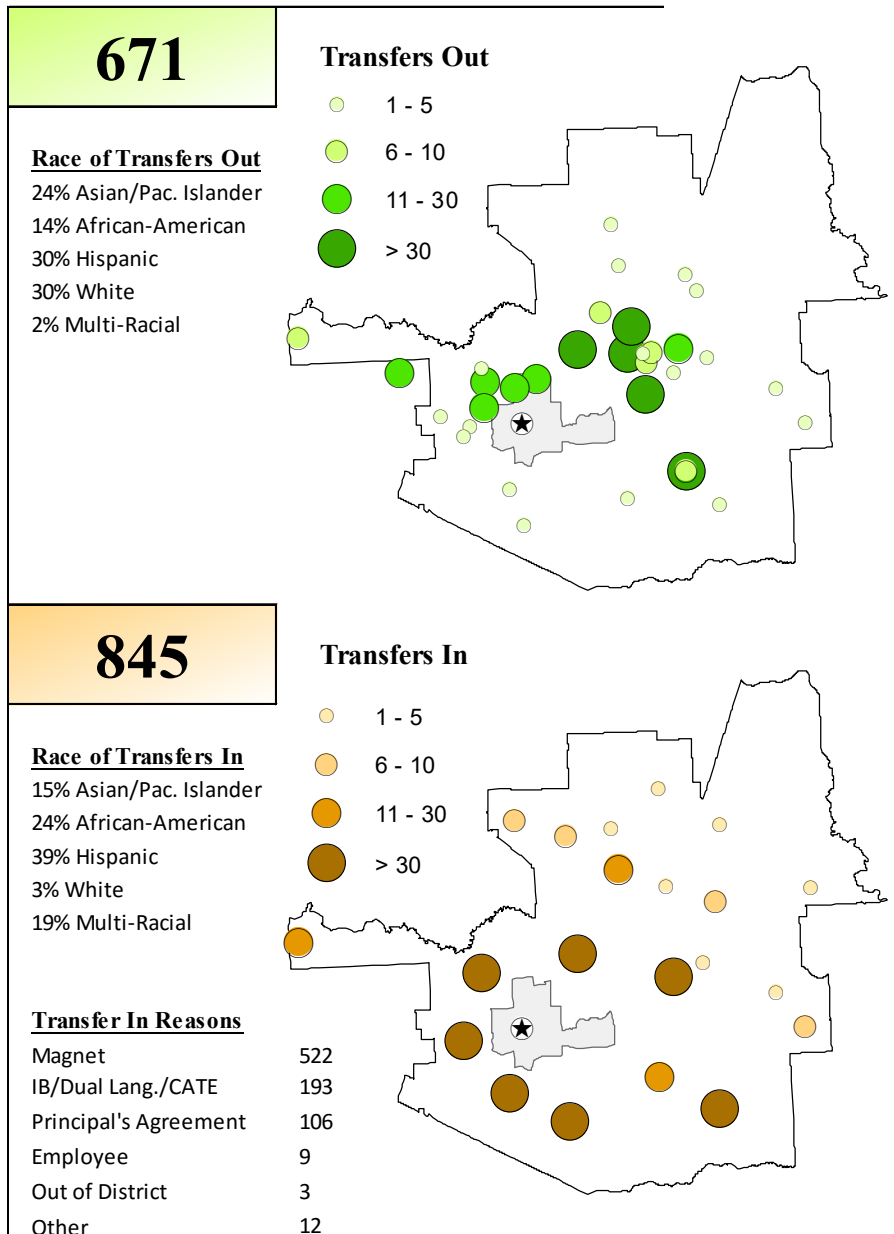 671
Race of Transfers Out
24% Asian/Pac. Islander
14% African-American
30% Hispanic
30% White
2% Multi-Racial
Transfers Out
1 - 5
6 - 10
11 - 30
> 30
845
Race of Transfers In
15% Asian/Pac. Islander
24% African-American
39% Hispanic
3% White
19% Multi-Racial
Transfers In
1 - 5
6 - 10
11 - 30
> 30
Transfer In Reasons
Magnet 522
IB/Dual Lang./CATE 193
Principal's Agreement 106
Employee 9
Out of District 3
Other 12